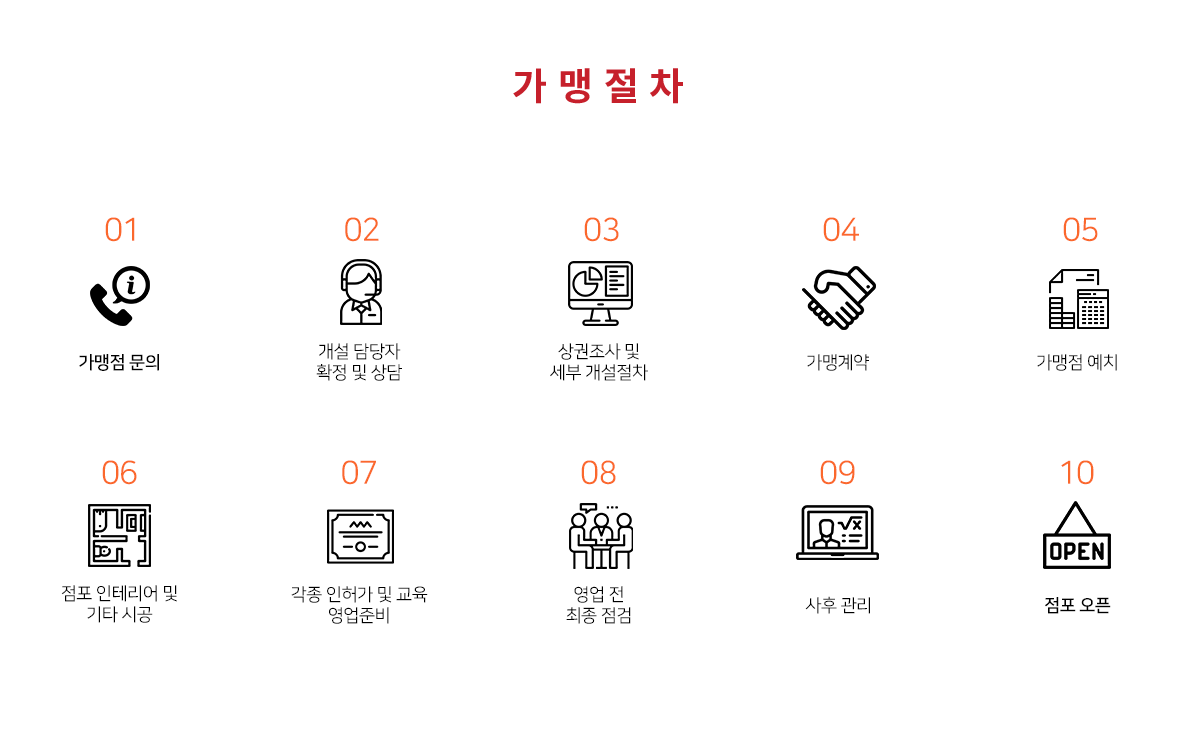 가맹절차
01
가맹점 문의
02
개설 담당자
확정 및 상담
03
상권조사 및
세부 개설절차
04
가맹계약
05
가맹점 예치
06
점포 인테리어 및
기타 시공
07
각종 인허가 및 교육
영업준비
08
영업 전
최종 점검
09
√x
사후 관리
10
OPEN
점포 오픈